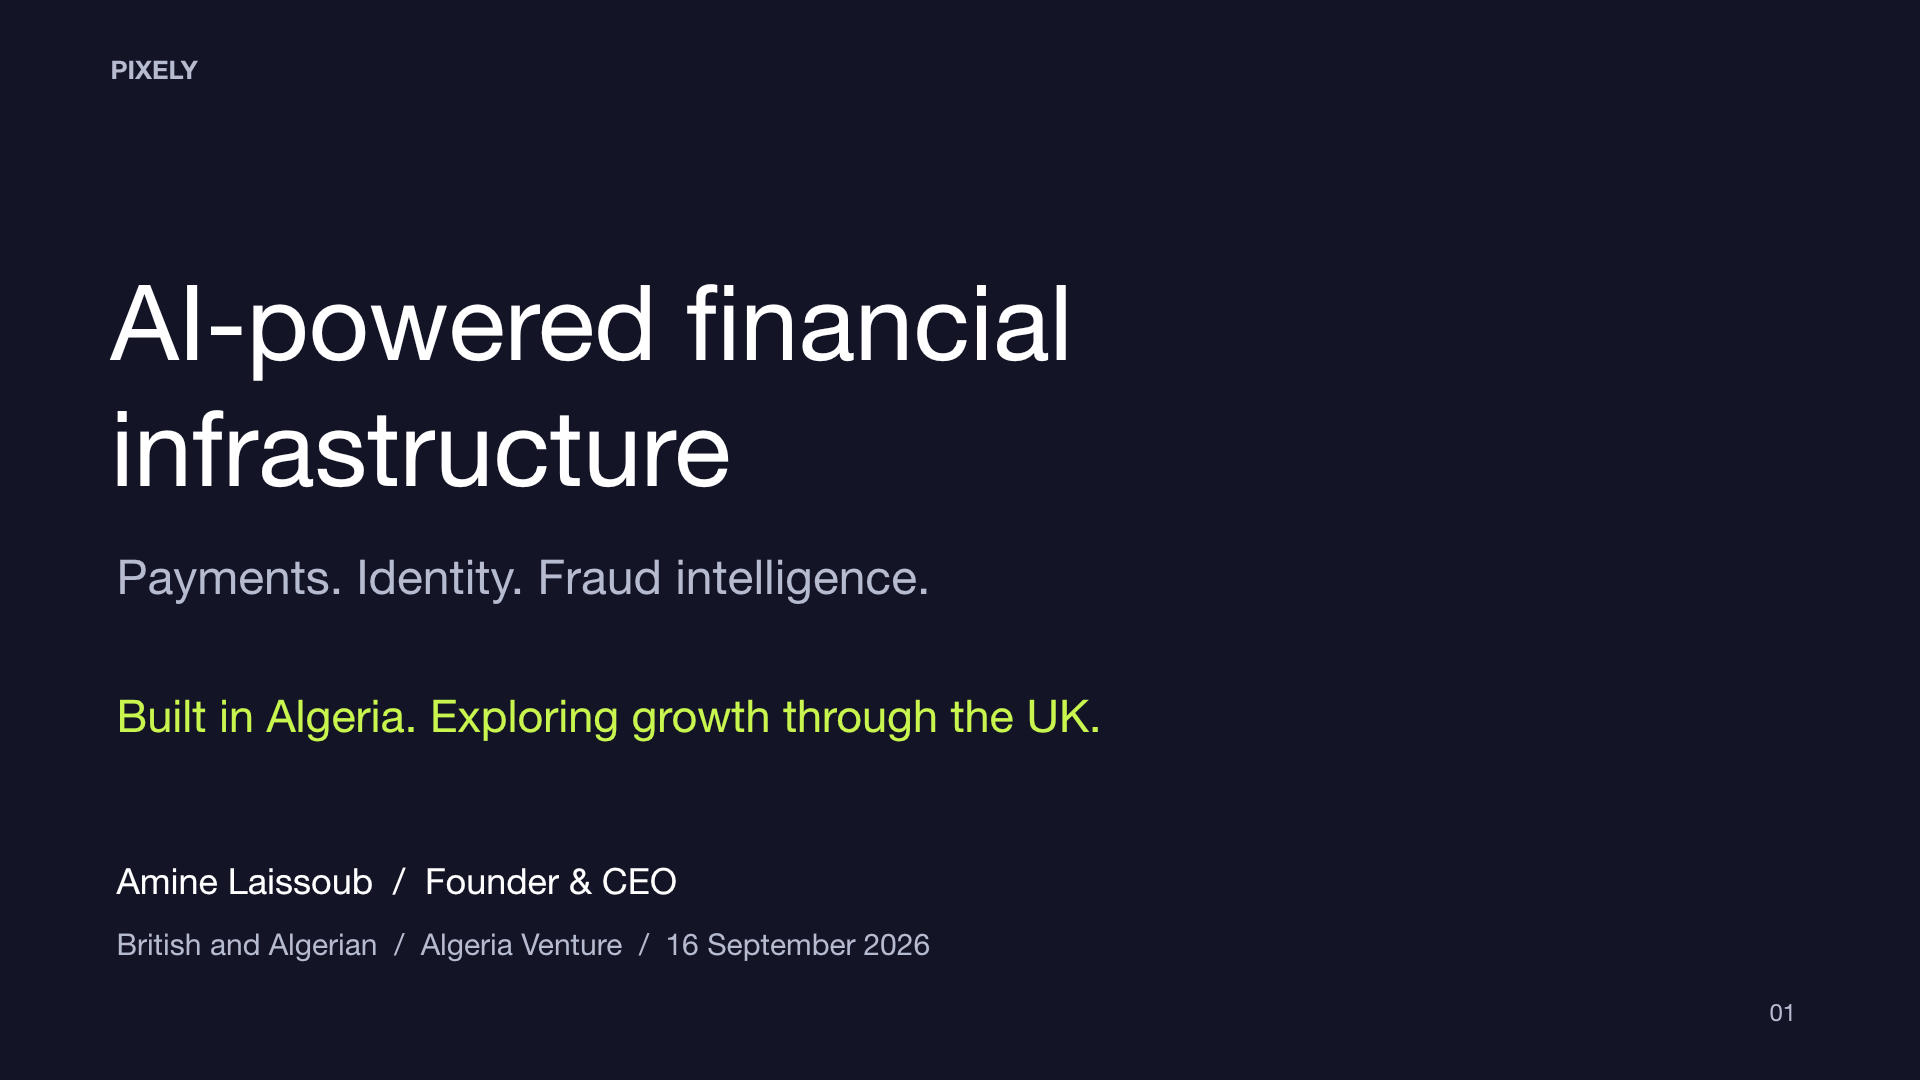 PIXELY
AI-powered financial
infrastructure
Payments. Identity. Fraud intelligence.
Built in Algeria. Exploring growth through the UK.
Amine Laissoub / Founder & CEO
British and Algerian / Algeria Venture / 16 September 2026
01